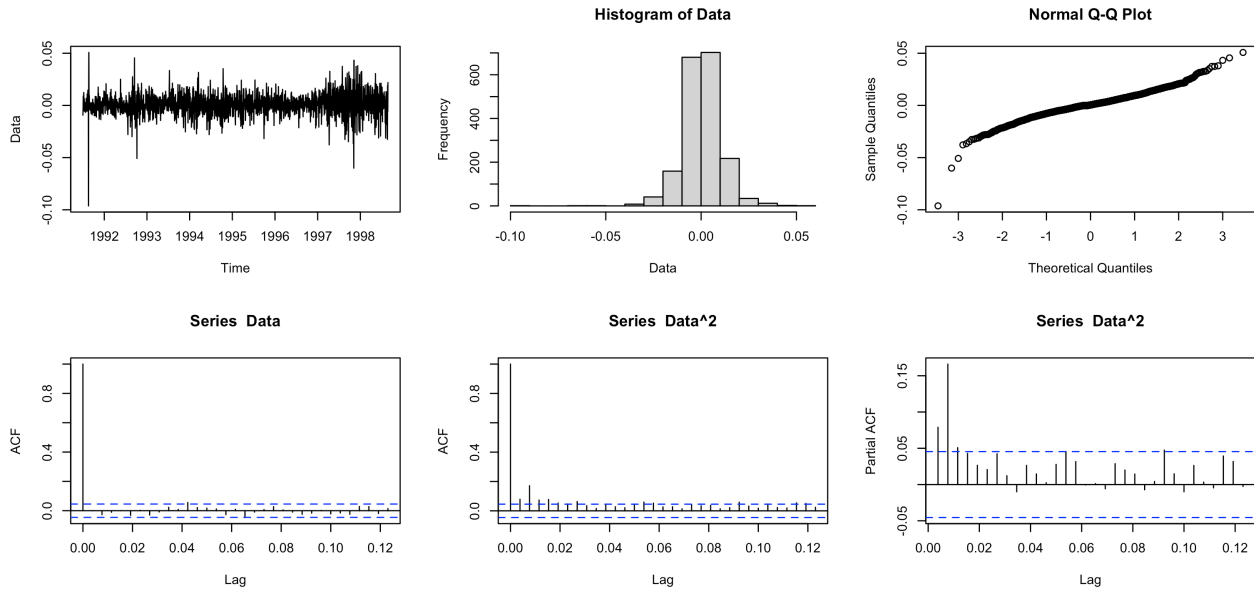 Histogram of Data
Normal Q-Q Plot
Data
0.05
0.00
-0.05
-0.10
1992 1993 1994 1995 1996 1997 1998
Time
Frequency
600
400
200
0
-0.10 -0.05 0.00 0.05
Data
Sample Quantiles
0.05
0.00
-0.05
-0.10
-3 -2 -1 0 1 2 3
Theoretical Quantiles
Series Data
Series Data^2
Series Data^2
ACF
0.8
0.4
0.0
0.00 0.02 0.04 0.06 0.08 0.10 0.12
Lag
ACF
0.8
0.4
0.0
0.00 0.02 0.04 0.06 0.08 0.10 0.12
Lag
Partial ACF
0.15
0.05
-0.05
0.00 0.02 0.04 0.06 0.08 0.10 0.12
Lag